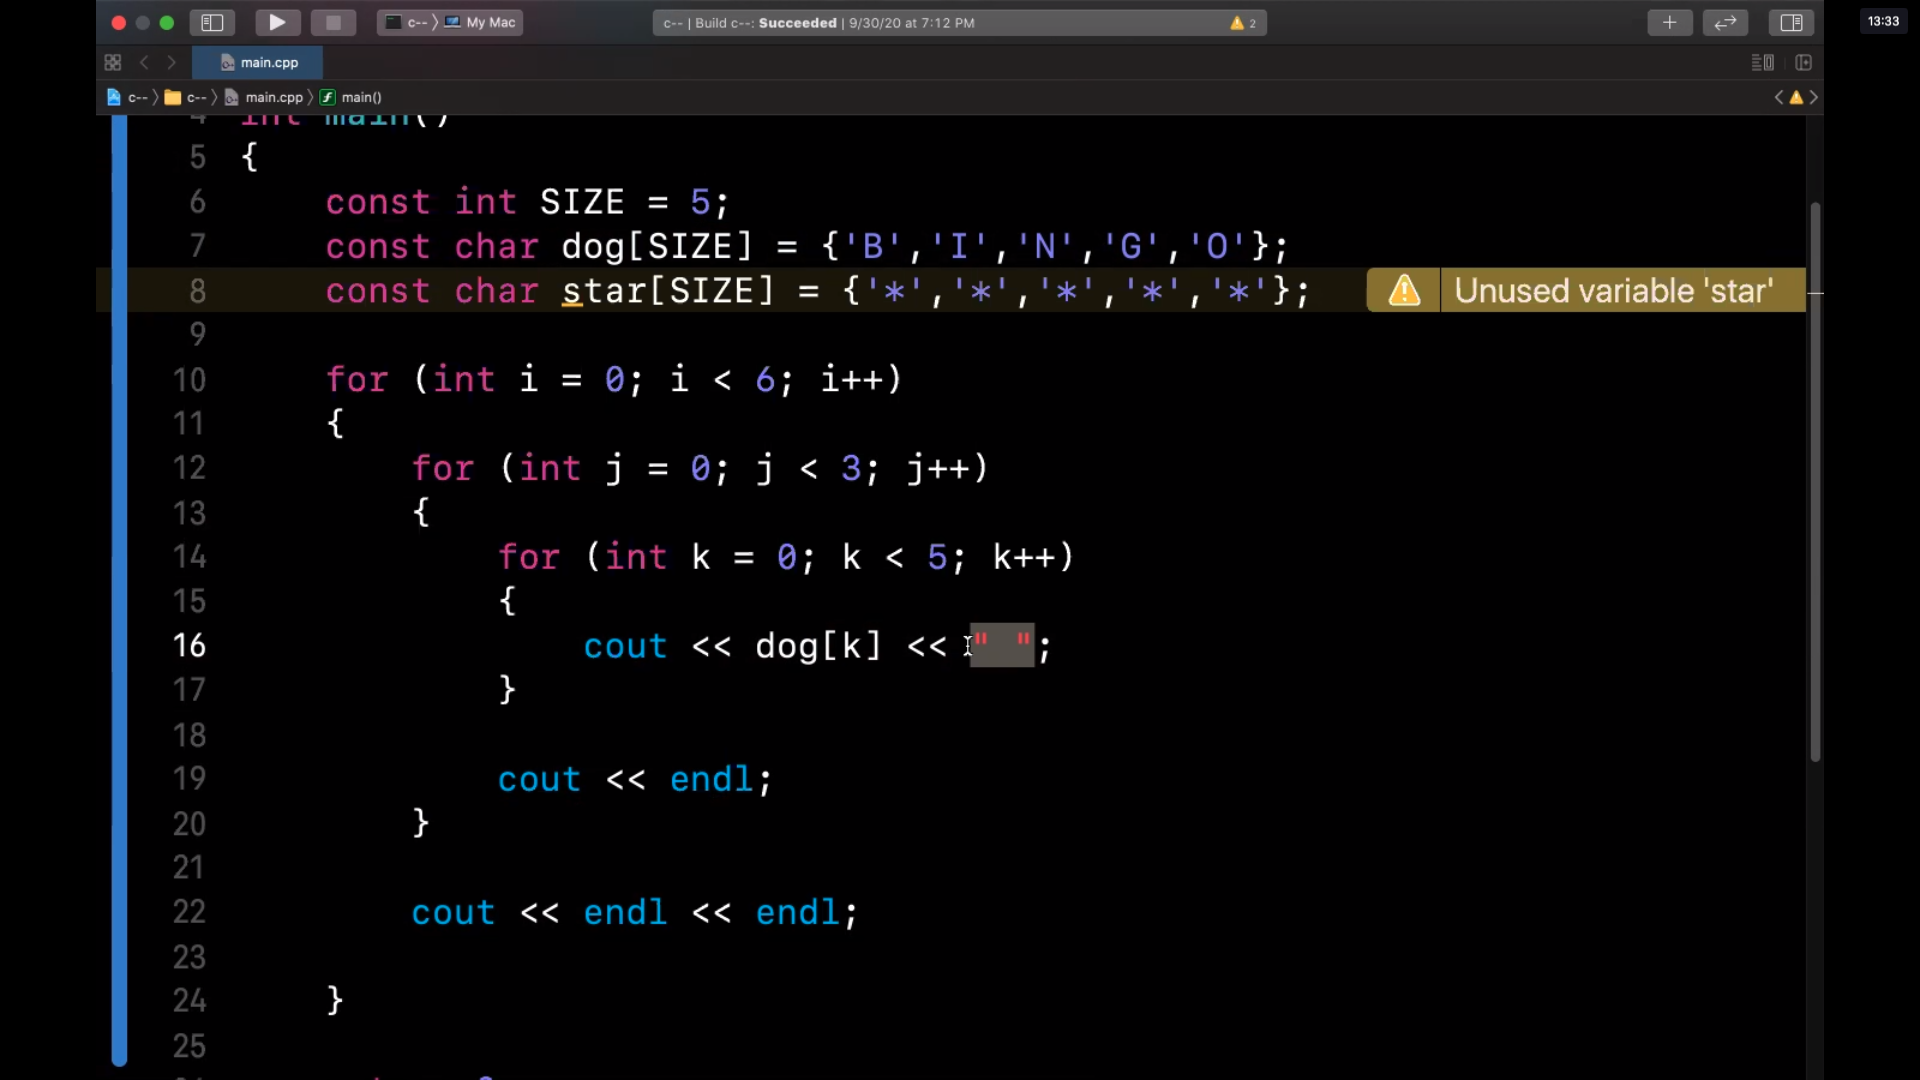 c-- 〉 My Mac
c-- | Build c--: Succeeded | 9/30/20 at 7:12 PM
2
13:33
main.cpp
c-- 〉 c-- 〉 main.cpp 〉 main()
4 int main()
5 {
6 const int SIZE = 5;
7 const char dog[SIZE] = {'B','I','N','G','O'};
8 const char star[SIZE] = {'*','*','*','*','*'};
Unused variable 'star'
9
10 for (int i = 0; i < 6; i++)
11 {
12 for (int j = 0; j < 3; j++)
13 {
14 for (int k = 0; k < 5; k++)
15 {
16 cout << dog[k] << " ";
17 }
18
19 cout << endl;
20 }
21
22 cout << endl << endl;
23
24 }
25